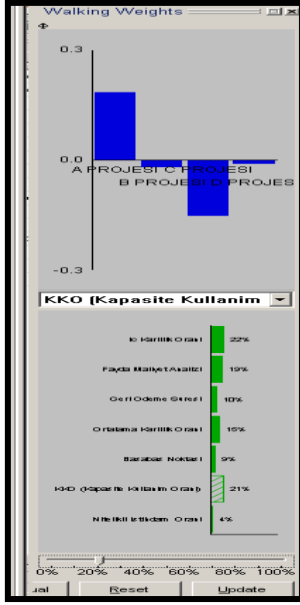 Walking Weights
0.3
0.0
A PROJESI C PROJESI
B PROJESI D PROJES
-0.3
KKO (Kapasite Kullanim
Ic Karlilik Orani 22%
Fayda Maliyet Analizi 19%
Geri Odeme Suresi 10%
Ortalama Karlilik Orani 15%
Basabas Noktasi 9%
KKO (Kapasite Kullanim Orani) 21%
Nitelikli Istihdam Orani 4%
0% 20% 40% 60% 80% 100%
ual Reset Update